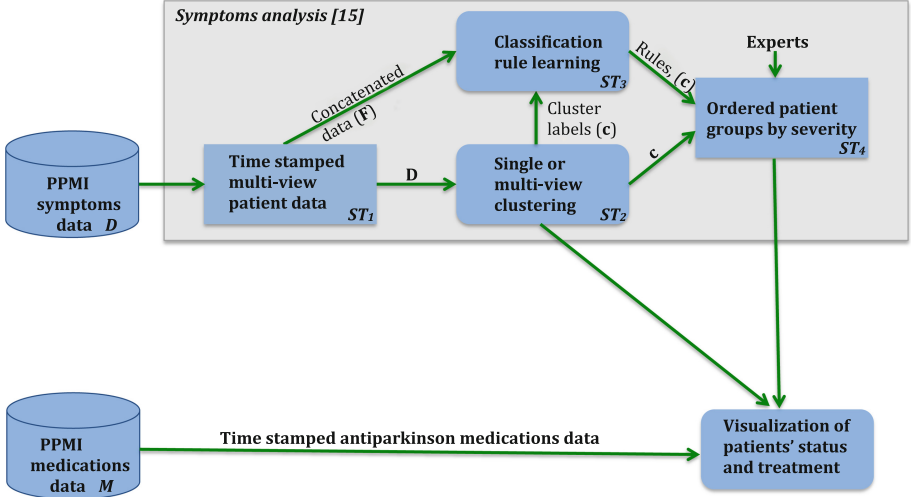 Symptoms analysis [15]
Classification
rule learning
ST3
Experts
Rules, (c)
Concatenated
data (F)
Cluster
labels (c)
Ordered patient
groups by severity
ST4
PPMI
symptoms
data D
Time stamped
multi-view
patient data
ST1
D
Single or
multi-view
clustering
ST2
c
PPMI
medications
data M
Time stamped antiparkinson medications data
Visualization of
patients' status
and treatment